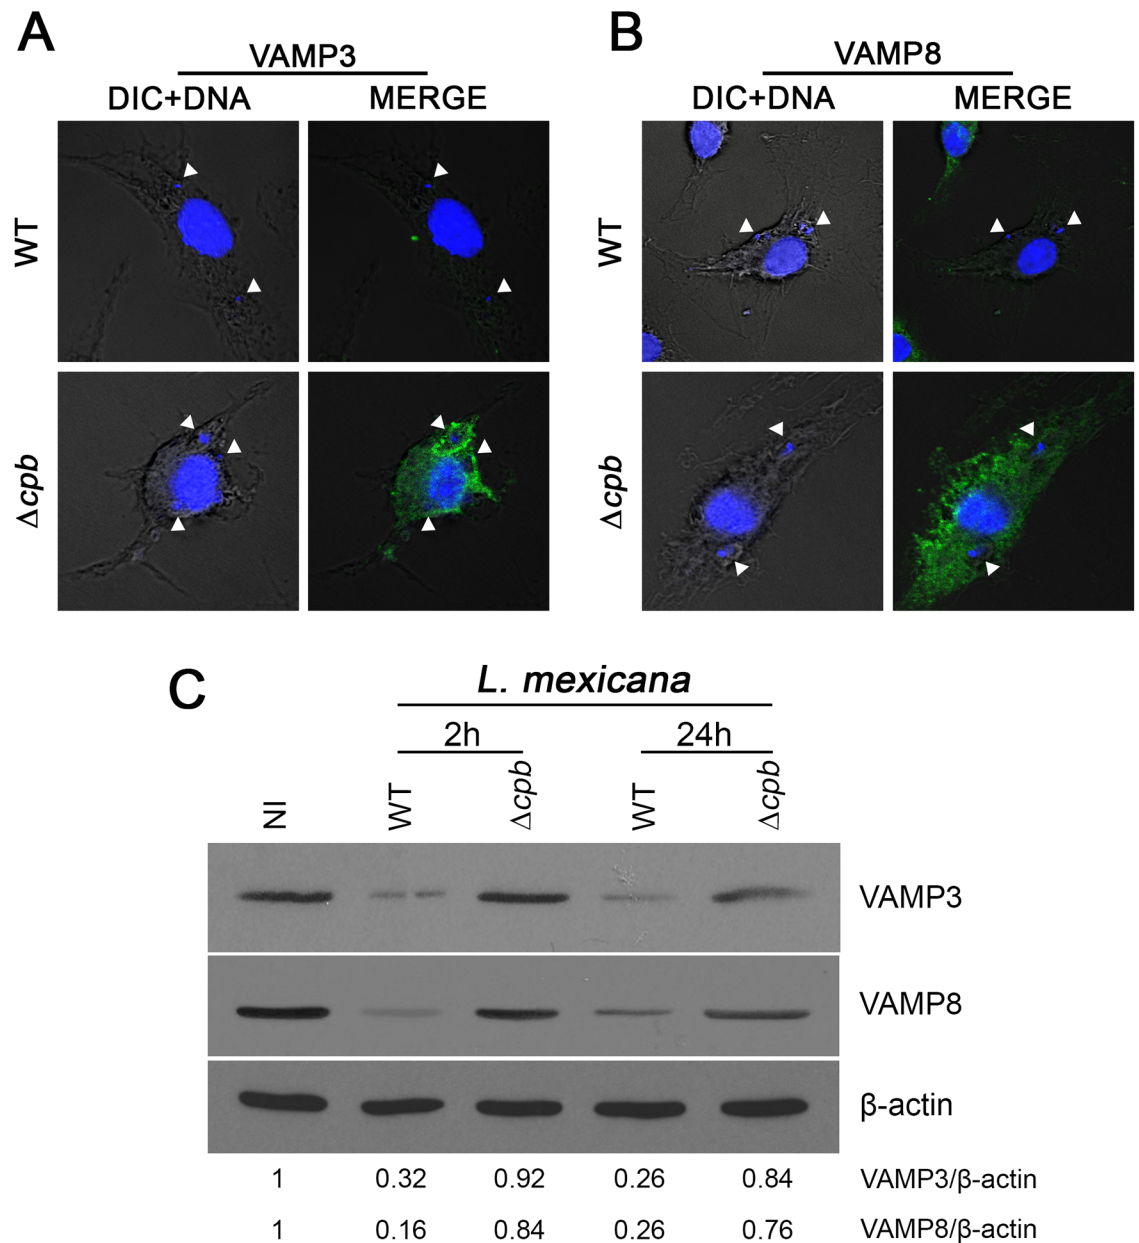 A
VAMP3
DIC+DNA MERGE
WT
Δcpb
B
VAMP8
DIC+DNA MERGE
WT
Δcpb
C
L. mexicana
2h 24h
NI WT Δcpb WT Δcpb
VAMP3
VAMP8
β-actin
1 0.32 0.92 0.26 0.84 VAMP3/β-actin
1 0.16 0.84 0.26 0.76 VAMP8/β-actin